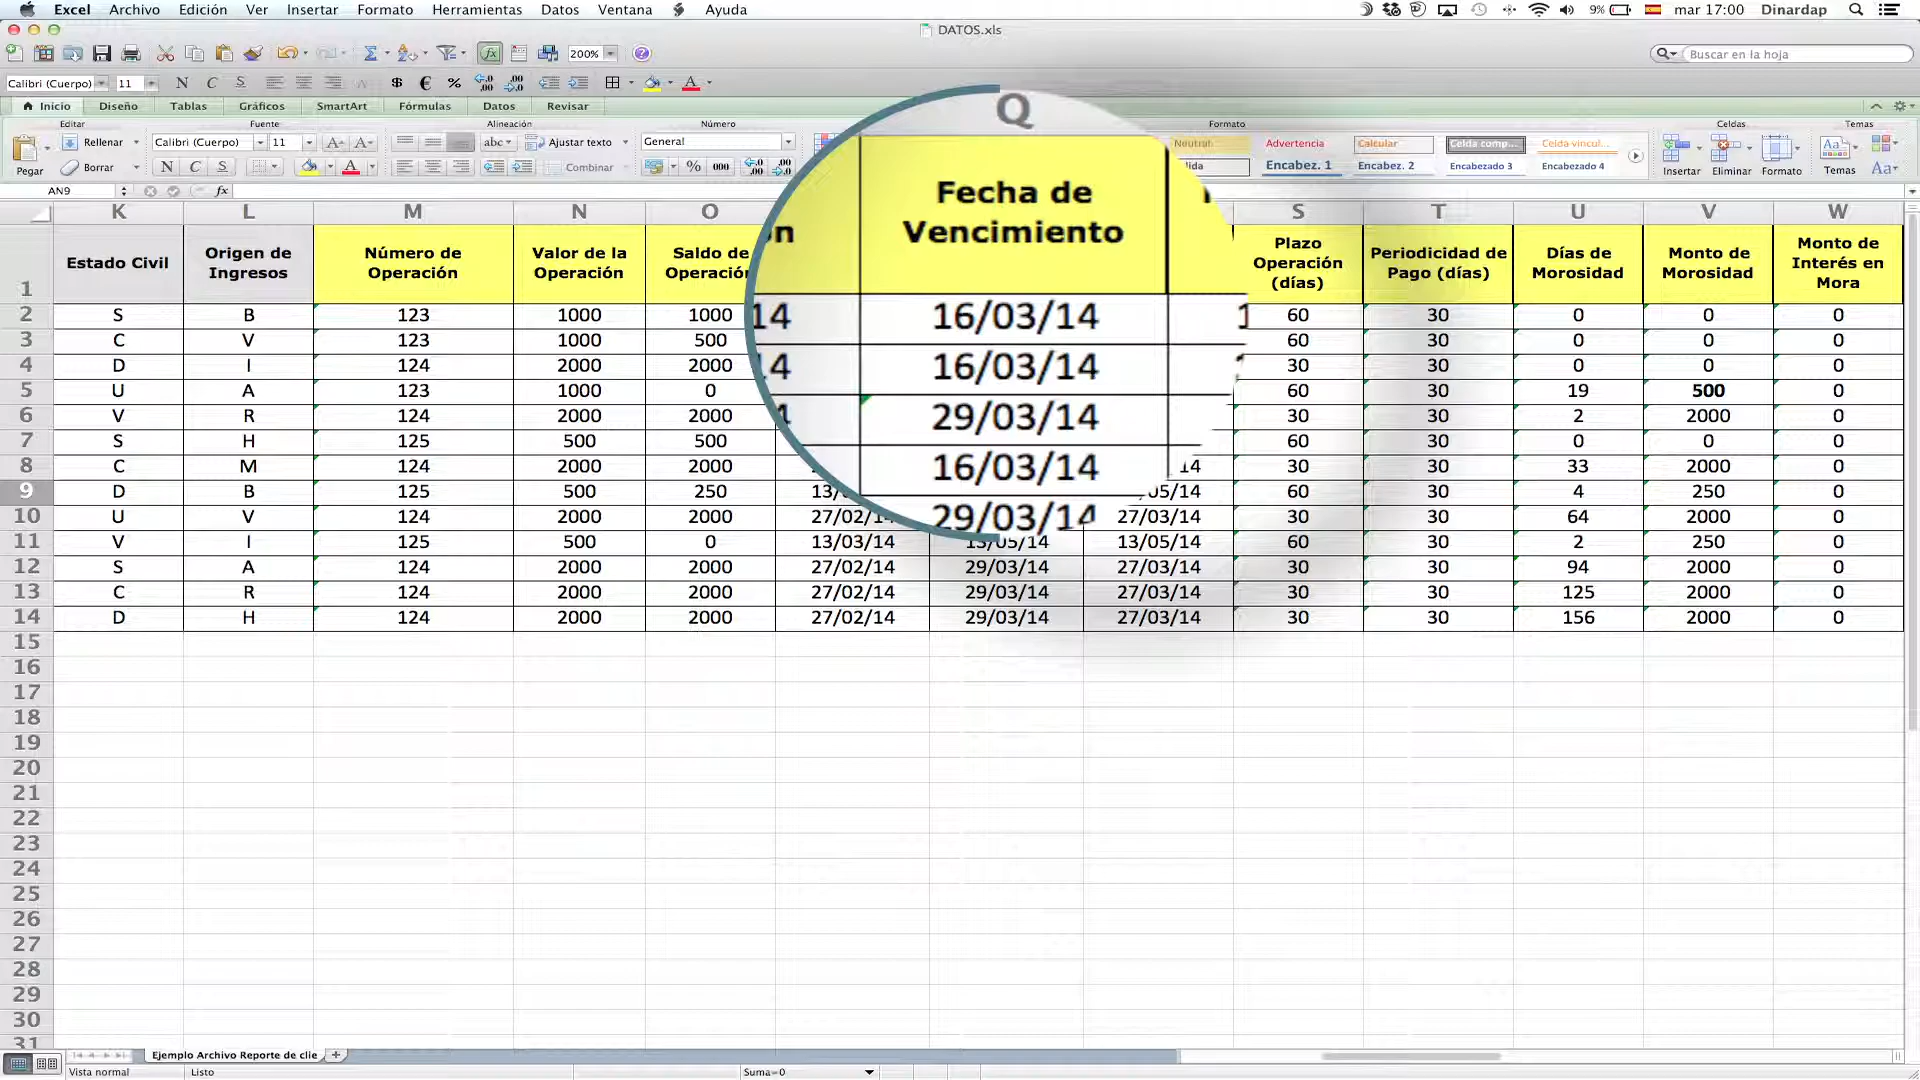 Excel Archivo Edición Ver Insertar Formato Herramientas Datos Ventana Ayuda 9% mar 17:00 Dinardap
DATOS.xls
200% Buscar en la hoja
Calibri (Cuerpo) 11 N C S $ € %
Inicio Diseño Tablas Gráficos SmartArt Fórmulas Datos Revisar
Editar Fuente Alineación Número Formato Celdas Temas
Pegar Rellenar Calibri (Cuerpo) 11 abc Ajustar texto General Neutral Advertencia Calcular Celda comp... Celda vincul... Insertar Eliminar Formato Temas
Borrar N C S Combinar % 000 Encabez. 1 Encabez. 2 Encabezado 3 Encabezado 4 Aa
AN9 fx
K L M N O Q S T U V W
1 Estado Civil Origen de Ingresos Número de Operación Valor de la Operación Saldo de Operación Fecha de Vencimiento Plazo Operación (días) Periodicidad de Pago (días) Días de Morosidad Monto de Morosidad Monto de Interés en Mora
2 S B 123 1000 1000 14 16/03/14 60 30 0 0 0
3 C V 123 1000 500 14 16/03/14 60 30 0 0 0
4 D I 124 2000 2000 29/03/14 30 30 0 0 0
5 U A 123 1000 0 16/03/14 60 30 19 500 0
6 V R 124 2000 2000 29/03/14 30 30 2 2000 0
7 S H 125 500 500 60 30 0 0 0
8 C M 124 2000 2000 14 30 30 33 2000 0
9 D B 125 500 250 13/ 05/14 60 30 4 250 0
10 U V 124 2000 2000 27/02/14 27/03/14 30 30 64 2000 0
11 V I 125 500 0 13/03/14 13/05/14 13/05/14 60 30 2 250 0
12 S A 124 2000 2000 27/02/14 29/03/14 27/03/14 30 30 94 2000 0
13 C R 124 2000 2000 27/02/14 29/03/14 27/03/14 30 30 125 2000 0
14 D H 124 2000 2000 27/02/14 29/03/14 27/03/14 30 30 156 2000 0
15
16
17
18
19
20
21
22
23
24
25
26
27
28
29
30
31
Ejemplo Archivo Reporte de clie
Vista normal Listo Suma=0